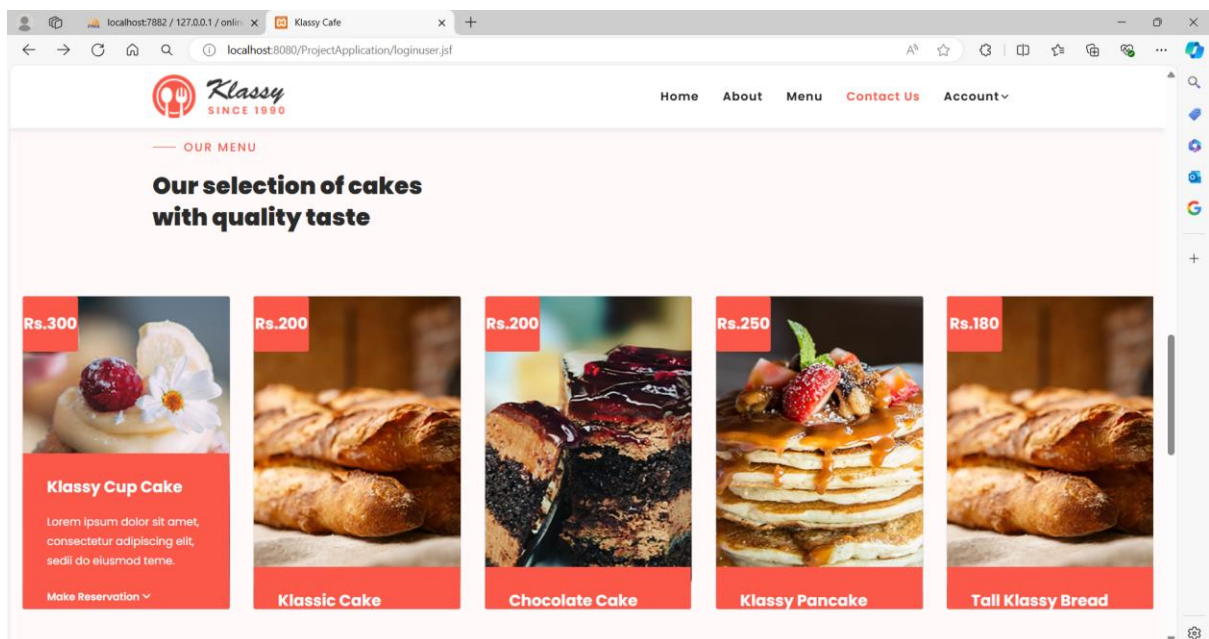 localhost:7882 / 127.0.0.1 / onlin
Klassy Cafe
localhost:8080/ProjectApplication/loginuser.jsf
Klassy
SINCE 1990
Home About Menu Contact Us Account
OUR MENU
Our selection of cakes
with quality taste
Rs.300
Rs.200
Rs.200
Rs.250
Rs.180
Klassy Cup Cake
Lorem ipsum dolor sit amet,
consectetur adipiscing elit,
sedii do eiusmod teme.
Make Reservation
Klassic Cake
Chocolate Cake
Klassy Pancake
Tall Klassy Bread